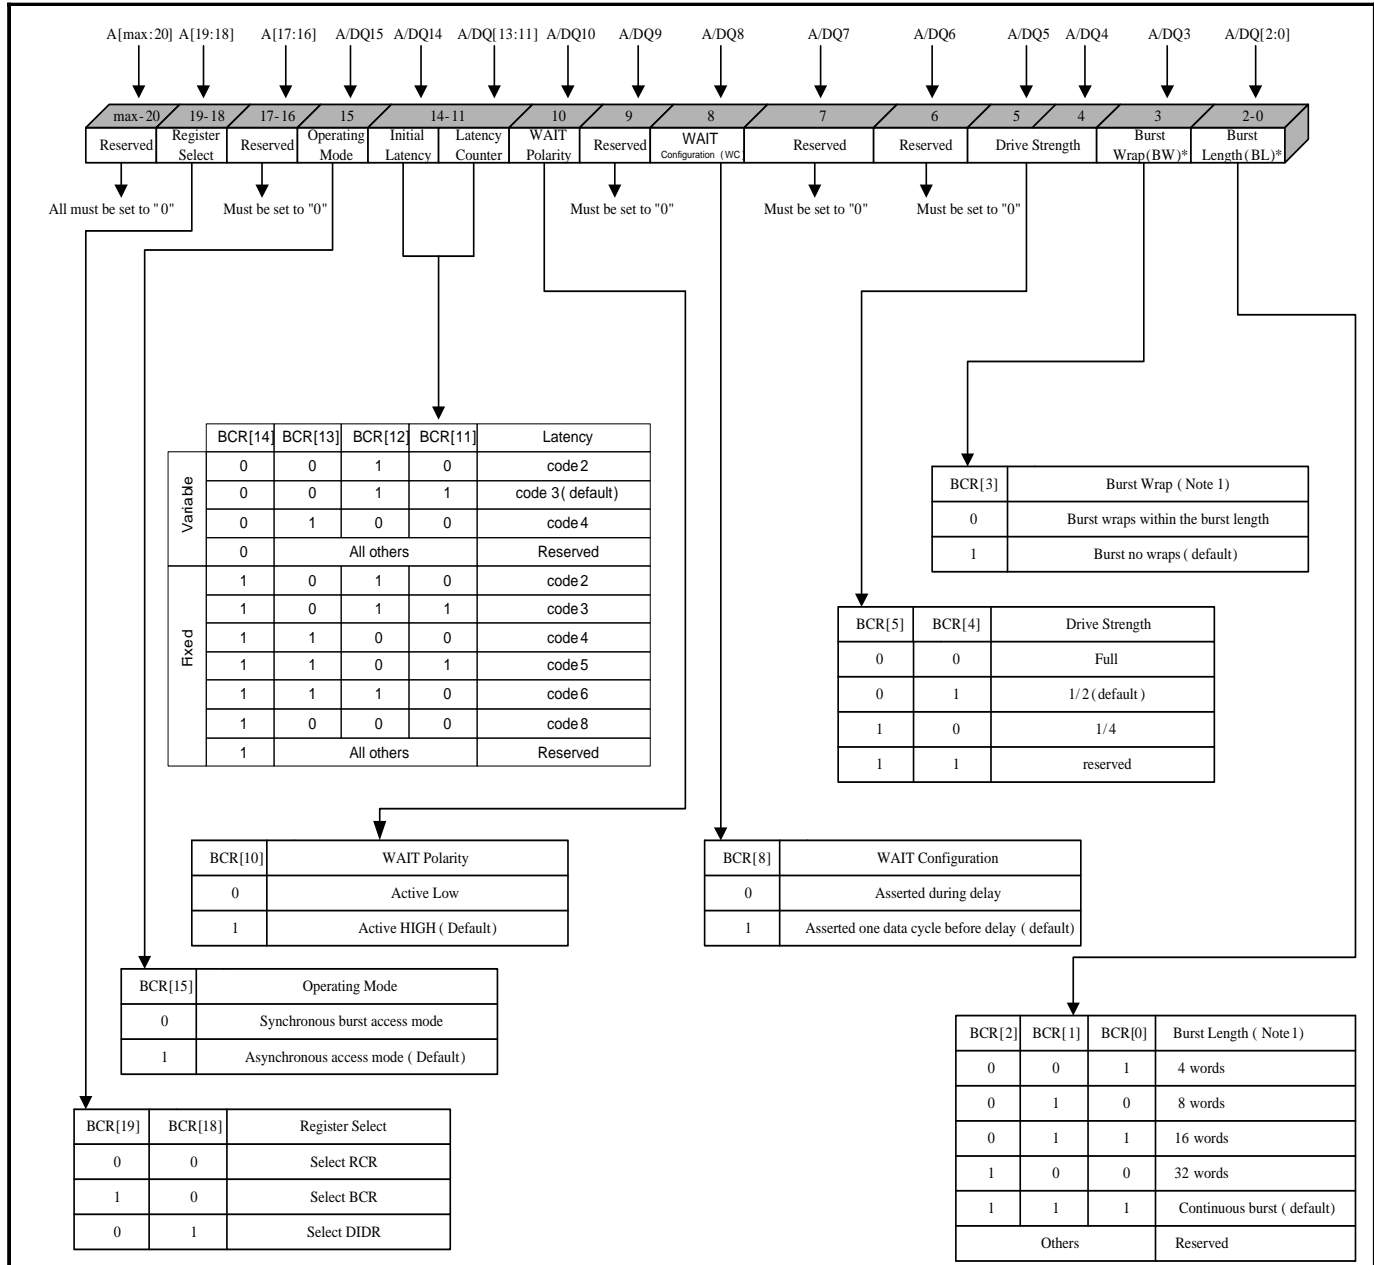 A[max:20] A[19:18] A[17:16] A/DQ15 A/DQ14 A/DQ[13:11] A/DQ10 A/DQ9 A/DQ8 A/DQ7 A/DQ6 A/DQ5 A/DQ4 A/DQ3 A/DQ[2:0]
max-20 19-18 17-16 15 14-11 10 9 8 7 6 5 4 3 2-0
Reserved Register Select Reserved Operating Mode Initial Latency Latency Counter WAIT Polarity Reserved WAIT Configuration (WC) Reserved Reserved Drive Strength Burst Wrap(BW)* Burst Length(BL)*
All must be set to "0" Must be set to "0" Must be set to "0" Must be set to "0" Must be set to "0"
BCR[14] BCR[13] BCR[12] BCR[11] Latency
Variable
0 0 1 0 code 2
0 0 1 1 code 3( default)
0 1 0 0 code 4
0 All others Reserved
Fixed
1 0 1 0 code 2
1 0 1 1 code 3
1 1 0 0 code 4
1 1 0 1 code 5
1 1 1 0 code 6
1 0 0 0 code 8
1 All others Reserved
BCR[3] Burst Wrap ( Note 1)
0 Burst wraps within the burst length
1 Burst no wraps ( default)
BCR[5] BCR[4] Drive Strength
0 0 Full
0 1 1/2 (default )
1 0 1/4
1 1 reserved
BCR[10] WAIT Polarity
0 Active Low
1 Active HIGH ( Default)
BCR[8] WAIT Configuration
0 Asserted during delay
1 Asserted one data cycle before delay ( default)
BCR[15] Operating Mode
0 Synchronous burst access mode
1 Asynchronous access mode ( Default)
BCR[2] BCR[1] BCR[0] Burst Length ( Note1)
0 0 1 4 words
0 1 0 8 words
0 1 1 16 words
1 0 0 32 words
1 1 1 Continuous burst ( default)
Others Reserved
BCR[19] BCR[18] Register Select
0 0 Select RCR
1 0 Select BCR
0 1 Select DIDR